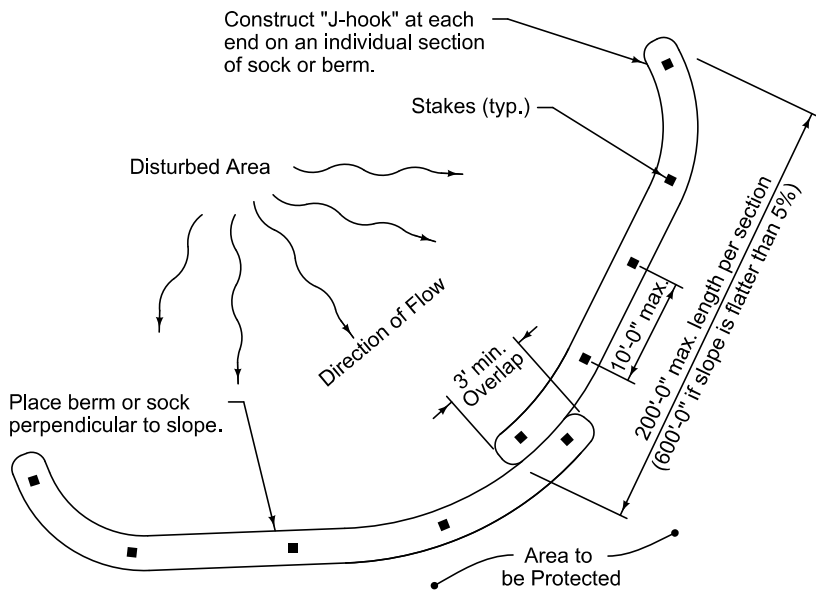 Construct "J-hook" at each
end on an individual section
of sock or berm.
Stakes (typ.)
Disturbed Area
Direction of Flow
200'-0" max. length per section
(600'-0" if slope is flatter than 5%)
10'-0" max.
3' min.
Overlap
Place berm or sock
perpendicular to slope.
Area to
be Protected